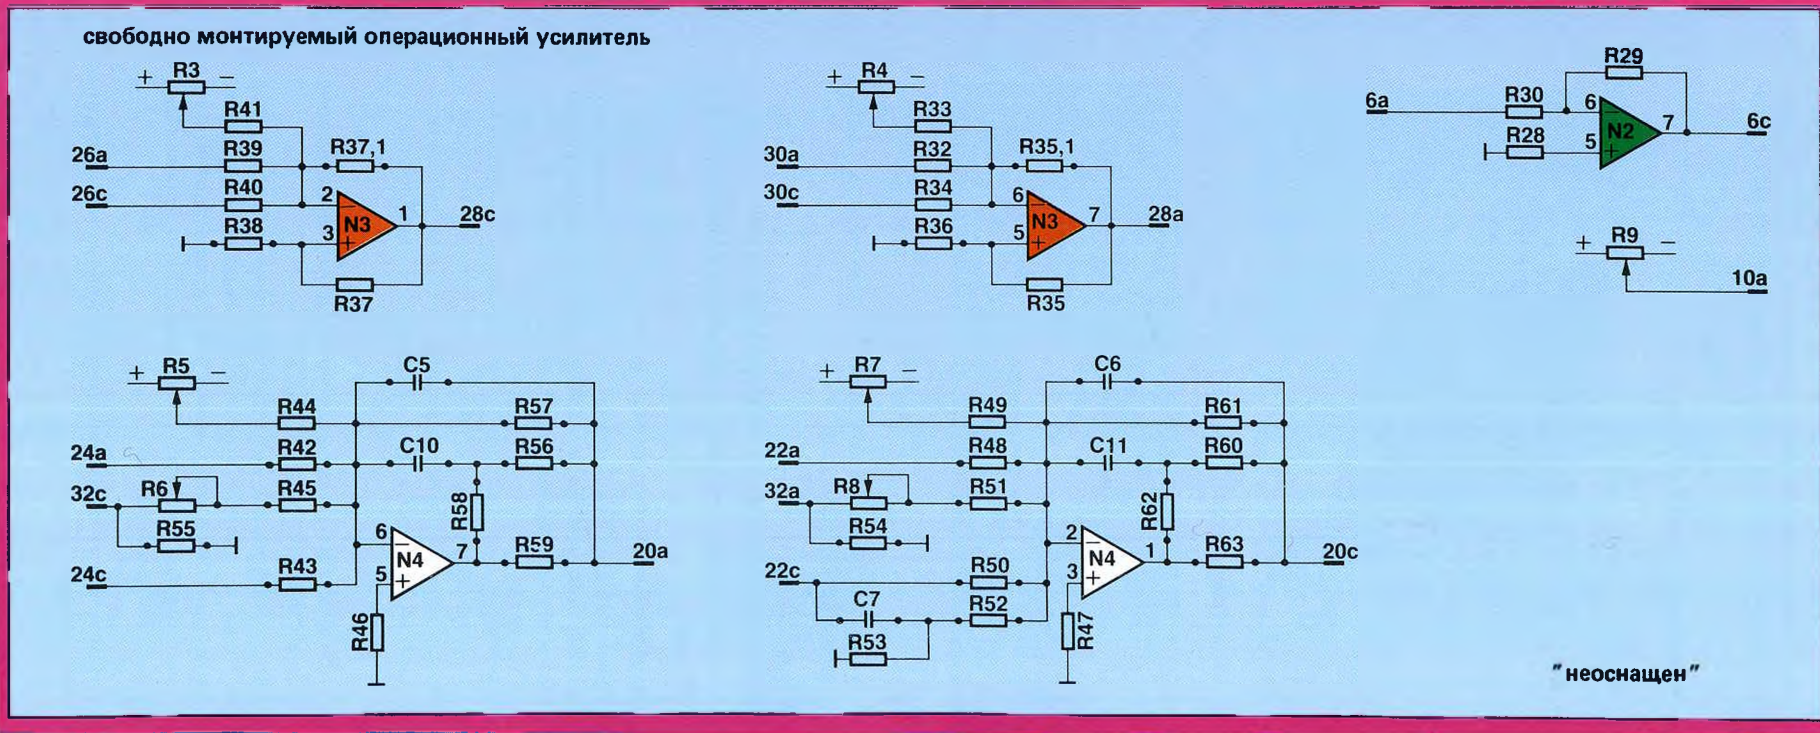 свободно монтируемый операционный усилитель
+ R3 −
R41
26a R39 R37,1
26c R40 2 − N3 1 28c
R38 3 +
R37
+ R4 −
R33
30a R32 R35,1
30c R34 6 − N3 7 28a
R36 5 +
R35
R29
6a R30 6 − N2 7 6c
R28 5 +
+ R9 −
10a
+ R5 − C5
R44 R57
24a R42 C10 R56
32c R6 R45 R58
R55 6 − N4 7 R59 20a
24c R43 5 +
R46
+ R7 − C6
R49 R61
22a R48 C11 R60
32a R8 R51 R62
R54 2 − N4 1 R63 20c
22c R50 3 +
C7 R52 R47
R53
"неоснащен"